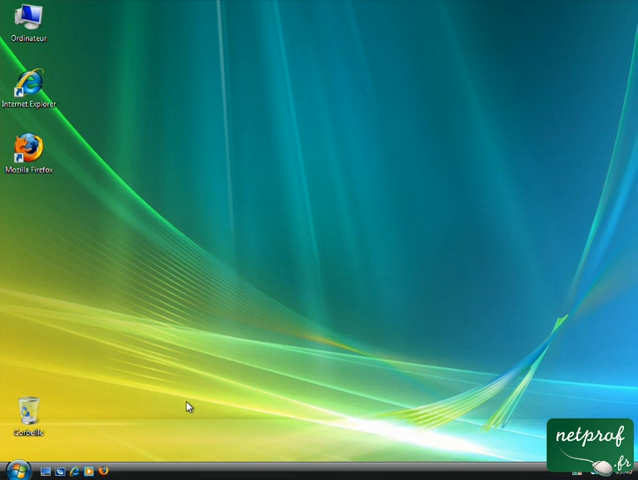 Ordinateur
Internet Explorer
Mozilla Firefox
Corbeille
netprof
.fr